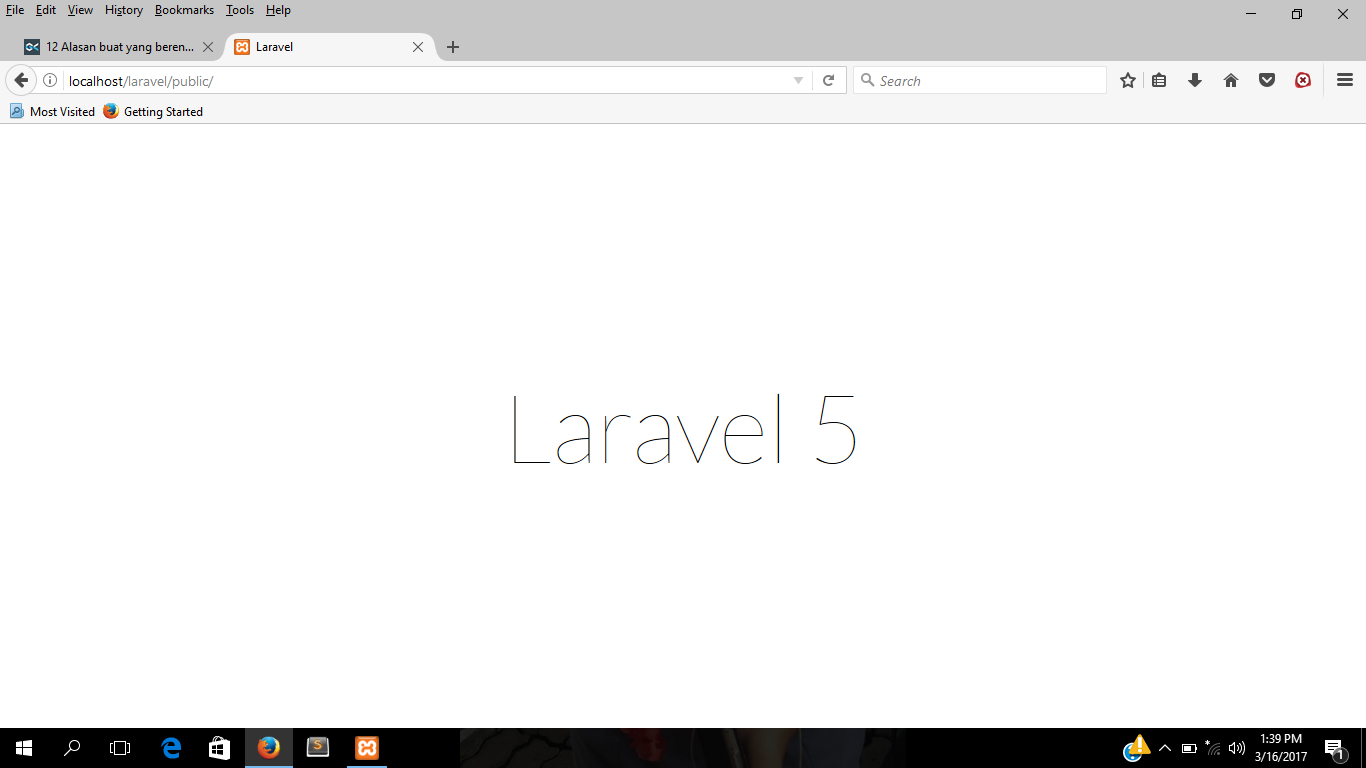 File Edit View History Bookmarks Tools Help
12 Alasan buat yang beren...
Laravel
localhost/laravel/public/
Search
Most Visited
Getting Started
Laravel 5
S
1:39 PM
3/16/2017
1